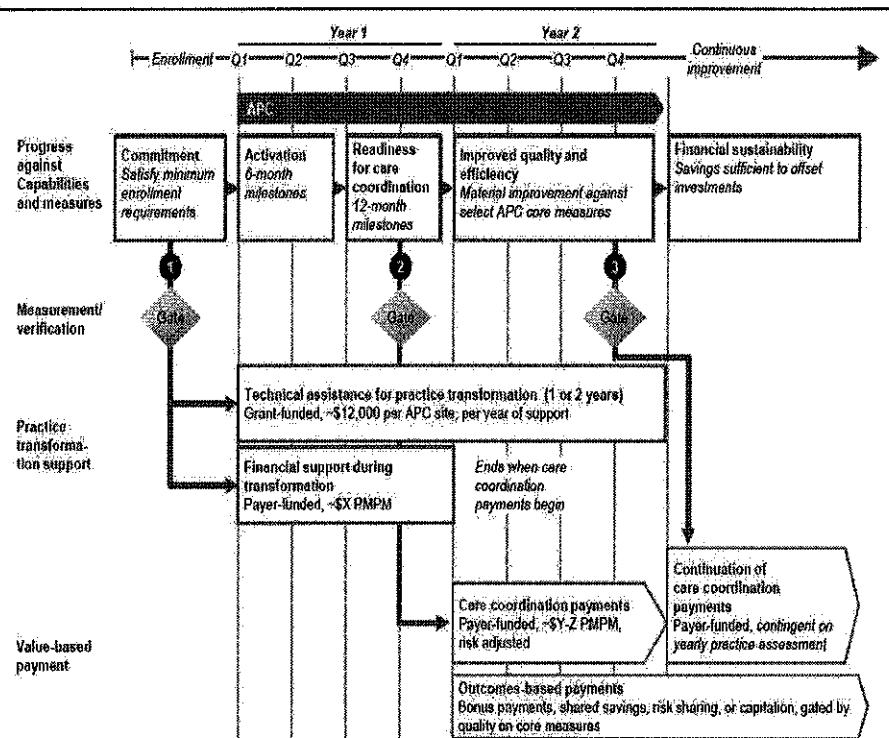 Year 1
Year 2
Enrollment
Q1
Q2
Q3
Q4
Q1
Q2
Q3
Q4
Continuous
improvement
APC
Progress
against
Capabilities
and measures
Commitment
Satisfy minimum
enrollment
requirements
Activation
6-month
milestones
Readiness
for care
coordination
12-month
milestones
Improved quality and
efficiency
Material improvement against
select APC core measures
Financial sustainability
Savings sufficient to offset
investments
1
2
3
Measurement/
verification
Gate
Gate
Gate
Practice
transforma-
tion support
Technical assistance for practice transformation (1 or 2 years)
Grant-funded, ~$12,000 per APC site, per year of support
Financial support during
transformation
Payer-funded, ~$X PMPM
Ends when care
coordination
payments begin
Value-based
payment
Care coordination payments
Payer-funded, ~$Y-Z PMPM,
risk adjusted
Continuation of
care coordination
payments
Payer-funded, contingent on
yearly practice assessment
Outcomes-based payments
Bonus payments, shared savings, risk sharing, or capitation, gated by
quality on core measures